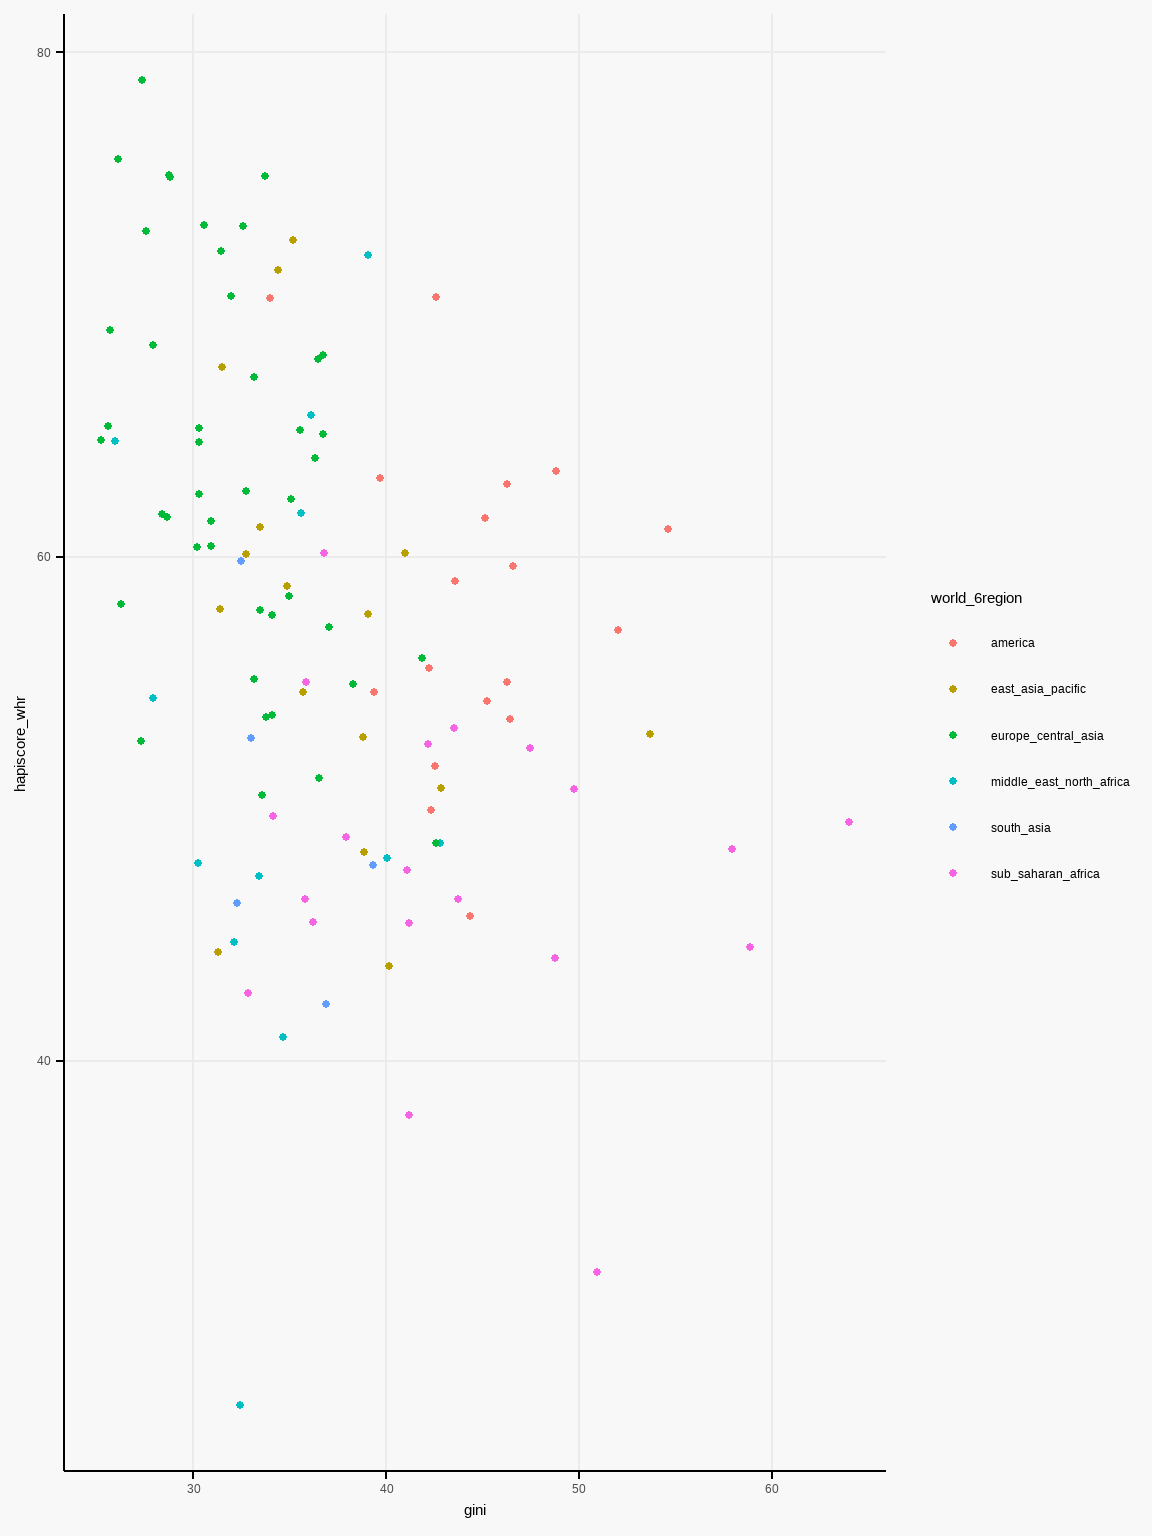 80
60
40
hapiscore_whr
30
40
50
60
gini
world_6region
america
east_asia_pacific
europe_central_asia
middle_east_north_africa
south_asia
sub_saharan_africa